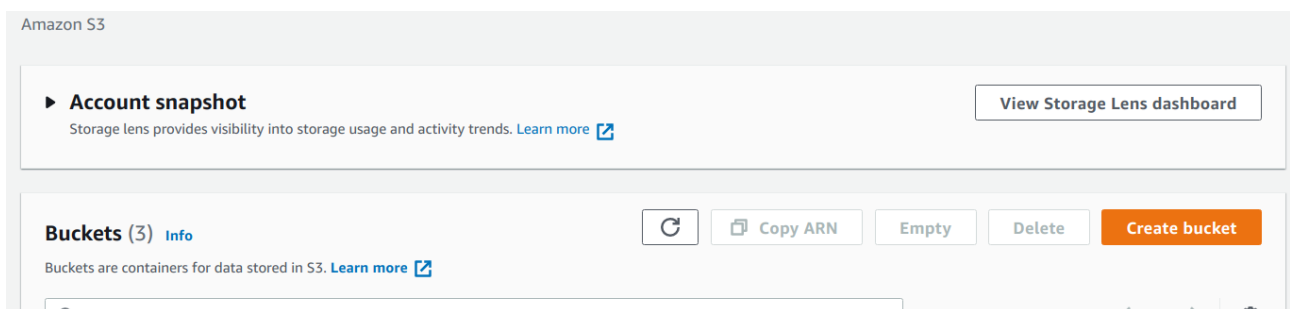 Amazon S3
Account snapshot
View Storage Lens dashboard
Storage lens provides visibility into storage usage and activity trends. Learn more
Buckets (3) Info
Copy ARN
Empty
Delete
Create bucket
Buckets are containers for data stored in S3. Learn more